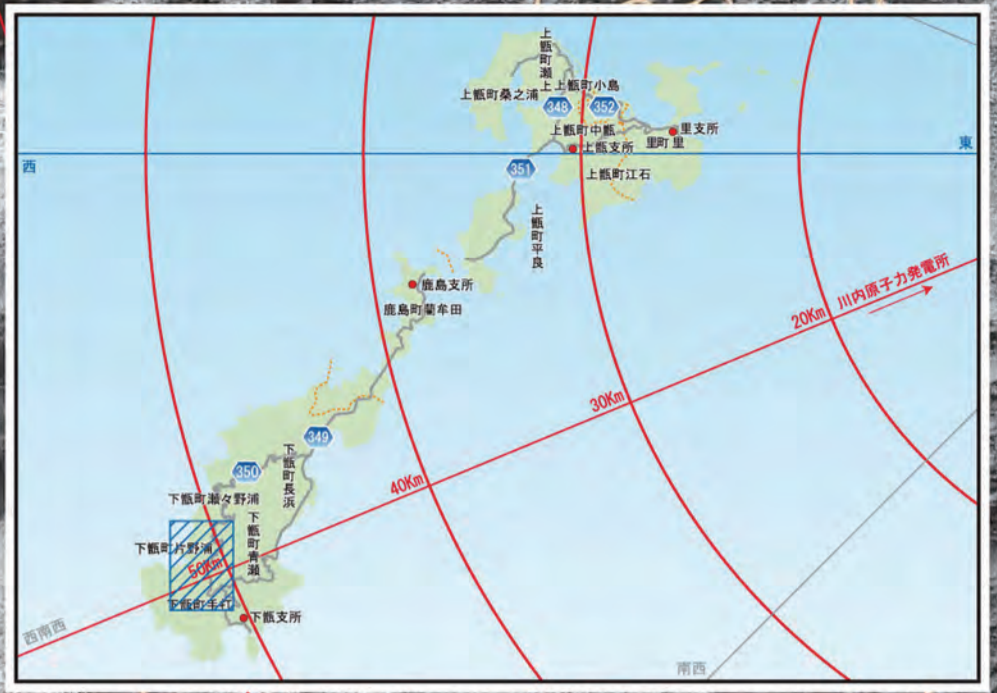 上甑町瀬上
上甑町小島
上甑町桑之浦
348
352
上甑町中甑
里支所
里町里
上甑支所
西
東
351
上甑町江石
上甑町平良
鹿島支所
川内原子力発電所
鹿島町藺牟田
20Km
30Km
349
下甑町長浜
350
40Km
下甑町瀬々野浦
下甑町青瀬
下甑町片野浦
50Km
下甑町手打
下甑支所
西南西
南西